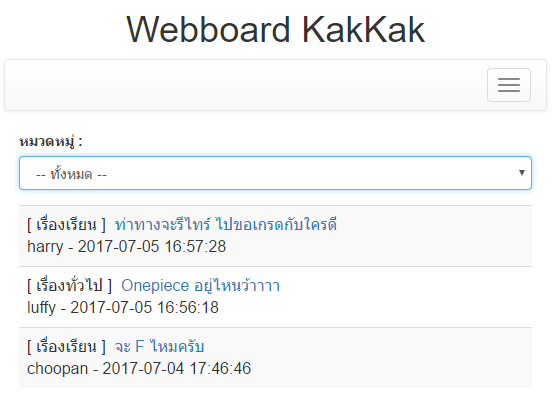 Webboard KakKak
หมวดหมู่ :
-- ทั้งหมด --
[ เรื่องเรียน ] ท่าทางจะรีไทร์ ไปขอเกรดกับใครดี
harry - 2017-07-05 16:57:28
[ เรื่องทั่วไป ] Onepiece อยู่ไหนว้าาาา
luffy - 2017-07-05 16:56:18
[ เรื่องเรียน ] จะ F ไหมครับ
choopan - 2017-07-04 17:46:46